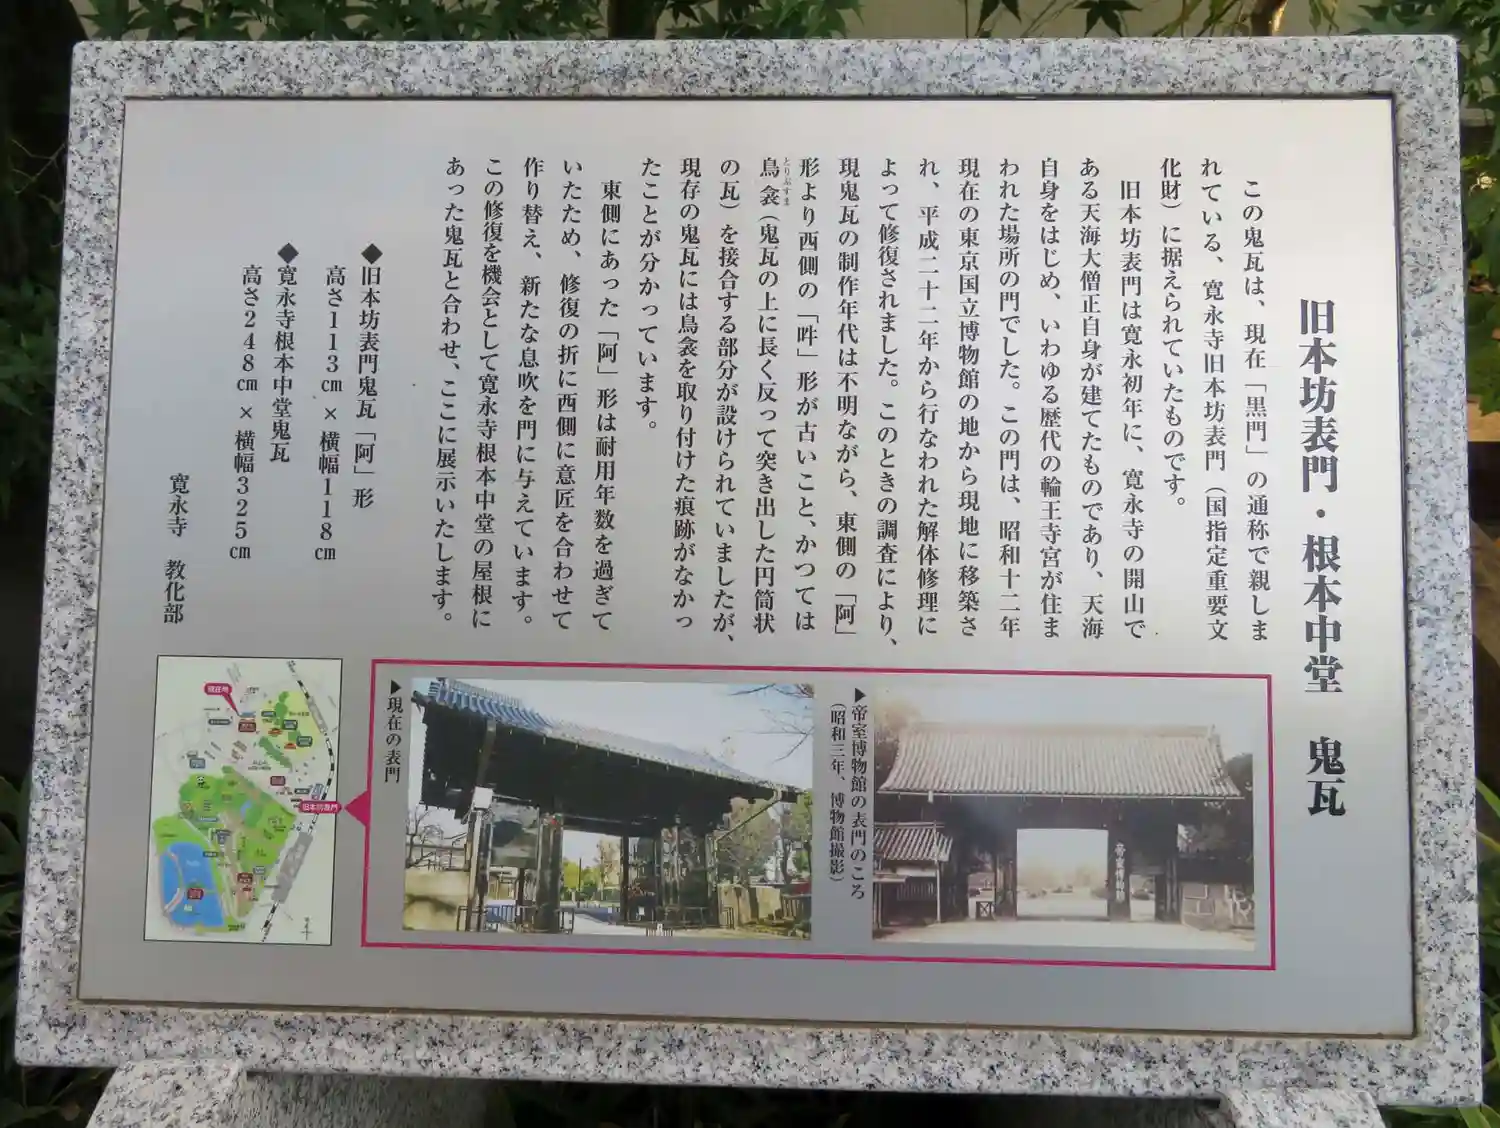 旧本坊表門・根本中堂　鬼瓦
　この鬼瓦は、現在「黒門」の通称で親しま
れている、寛永寺旧本坊表門（国指定重要文
化財）に据えられていたものです。
　旧本坊表門は寛永初年に、寛永寺の開山で
ある天海大僧正自身が建てたものであり、天海
自身をはじめ、いわゆる歴代の輪王寺宮が住ま
われた場所の門でした。この門は、昭和十二年
現在の東京国立博物館の地から現地に移築さ
れ、平成二十二年から行なわれた解体修理に
よって修復されました。このときの調査により、
現鬼瓦の制作年代は不明ながら、東側の「阿」
形より西側の「吽」形が古いこと、かつては
とりぶすま
鳥衾（鬼瓦の上に長く反って突き出した円筒状
の瓦）を接合する部分が設けられていましたが、
現存の鬼瓦には鳥衾を取り付けた痕跡がなかっ
たことが分かっています。
　東側にあった「阿」形は耐用年数を過ぎて
いたため、修復の折に西側に意匠を合わせて
作り替え、新たな息吹を門に与えています。
この修復を機会として寛永寺根本中堂の屋根に
あった鬼瓦と合わせ、ここに展示いたします。
◆旧本坊表門鬼瓦「阿」形
高さ113㎝×横幅118㎝
◆寛永寺根本中堂鬼瓦
高さ248㎝×横幅325㎝
寛永寺　教化部
▶帝室博物館の表門のころ
（昭和三年、博物館撮影）
▶現在の表門
現在地
旧本坊表門